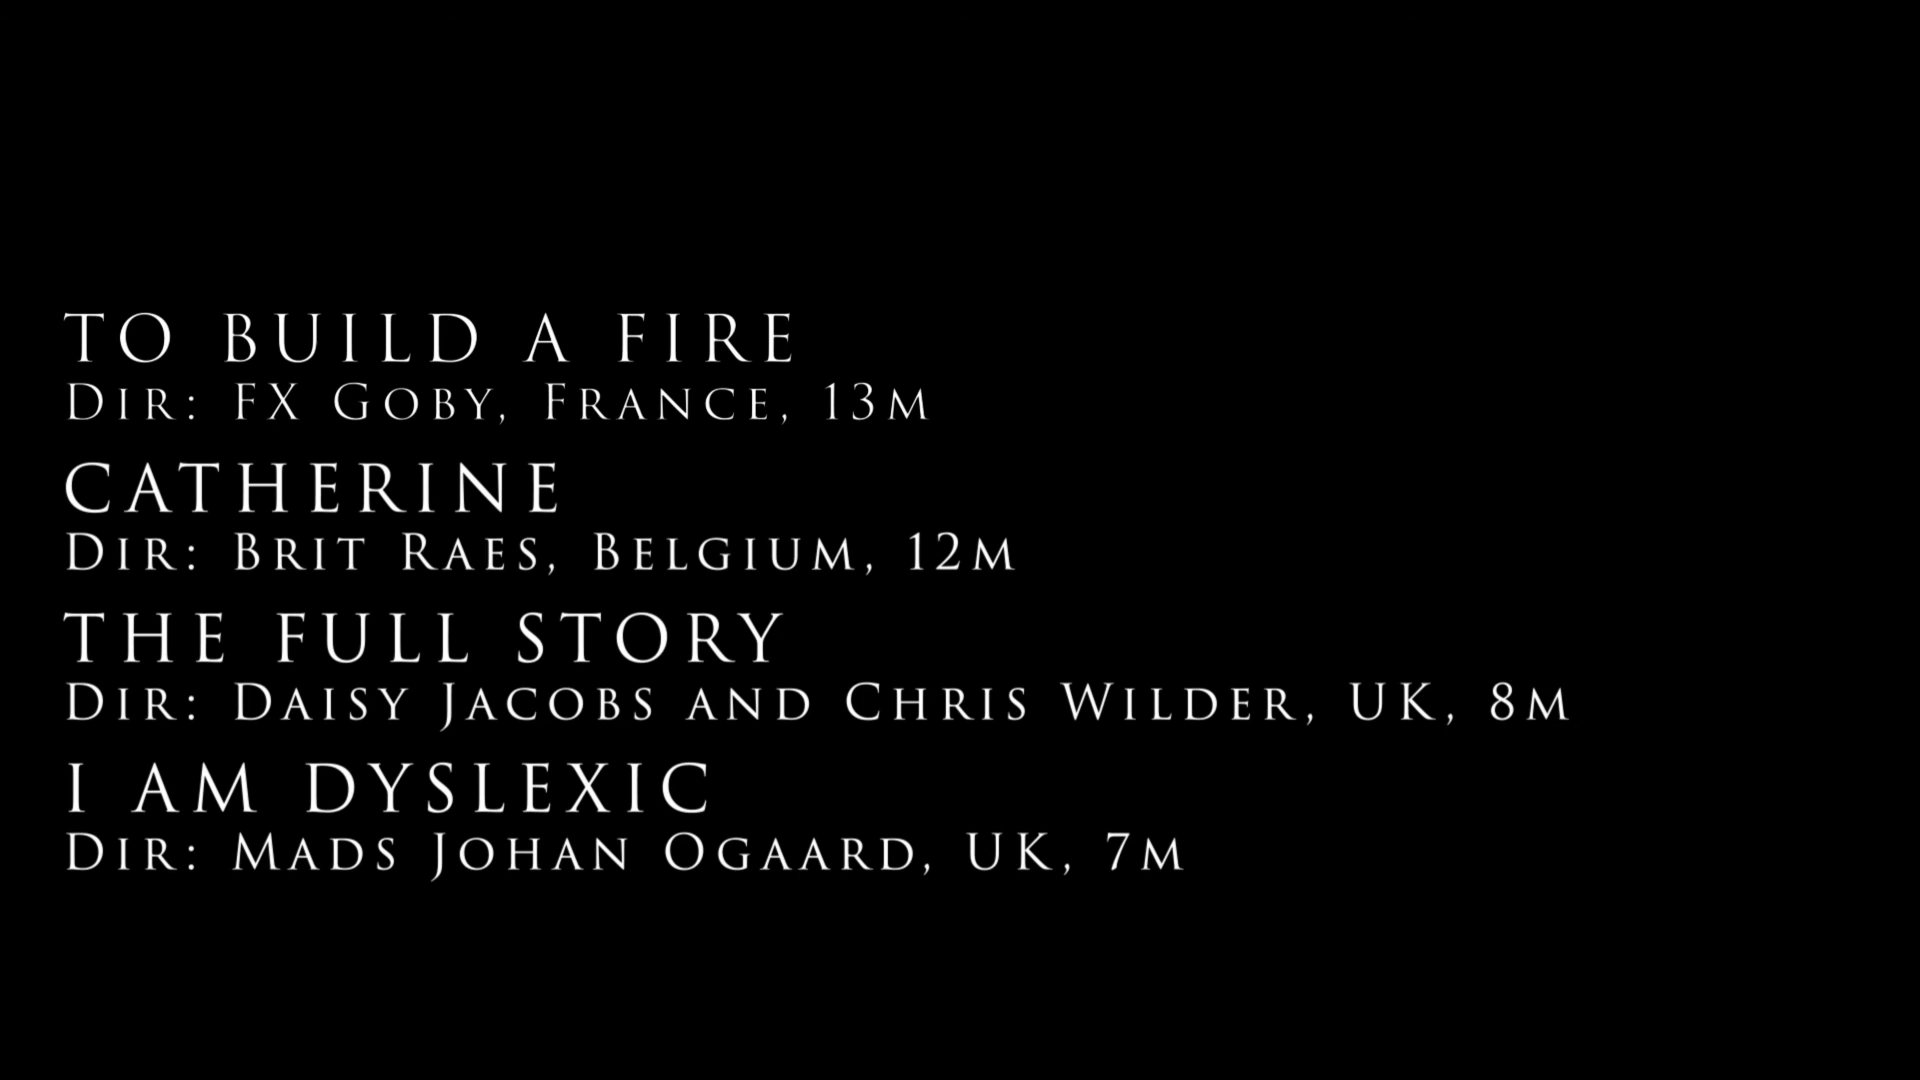 TO BUILD A FIRE
Dir: FX Goby, France, 13m
CATHERINE
Dir: Brit Raes, Belgium, 12m
THE FULL STORY
Dir: Daisy Jacobs and Chris Wilder, UK, 8m
I AM DYSLEXIC
Dir: Mads Johan Ogaard, UK, 7m